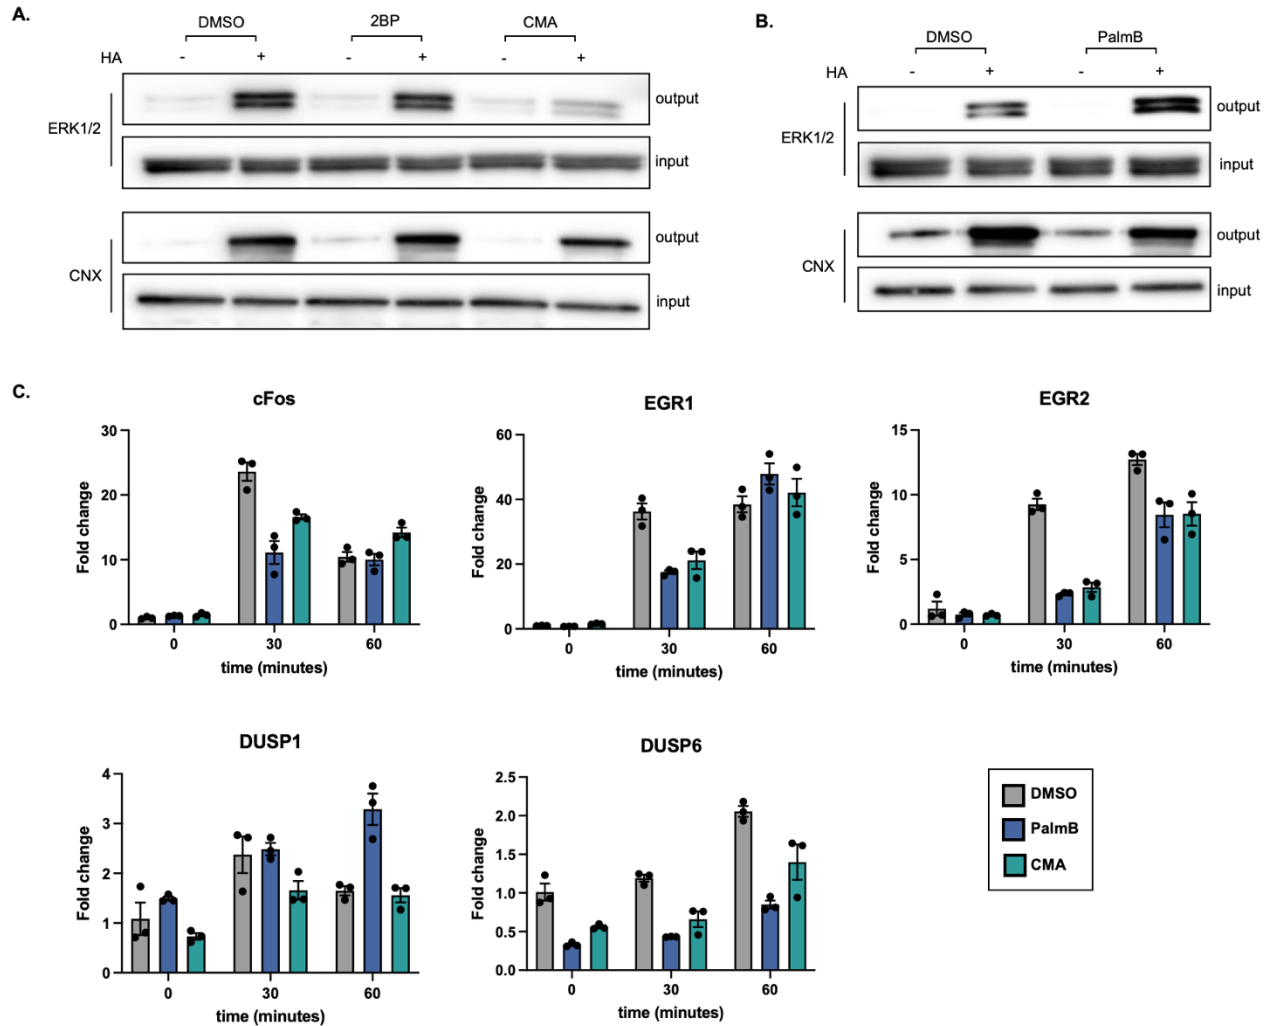 A.
DMSO 2BP CMA
HA - + - + - +
ERK1/2
output
input
CNX
output
input
B.
DMSO PalmB
HA - + - +
ERK1/2
output
input
CNX
output
input
C.
cFos
Fold change
30
20
10
0
0 30 60
time (minutes)
EGR1
Fold change
60
40
20
0
0 30 60
time (minutes)
EGR2
Fold change
15
10
5
0
0 30 60
time (minutes)
DUSP1
Fold change
4
3
2
1
0
0 30 60
time (minutes)
DUSP6
Fold change
2.5
2.0
1.5
1.0
0.5
0.0
0 30 60
time (minutes)
DMSO
PalmB
CMA